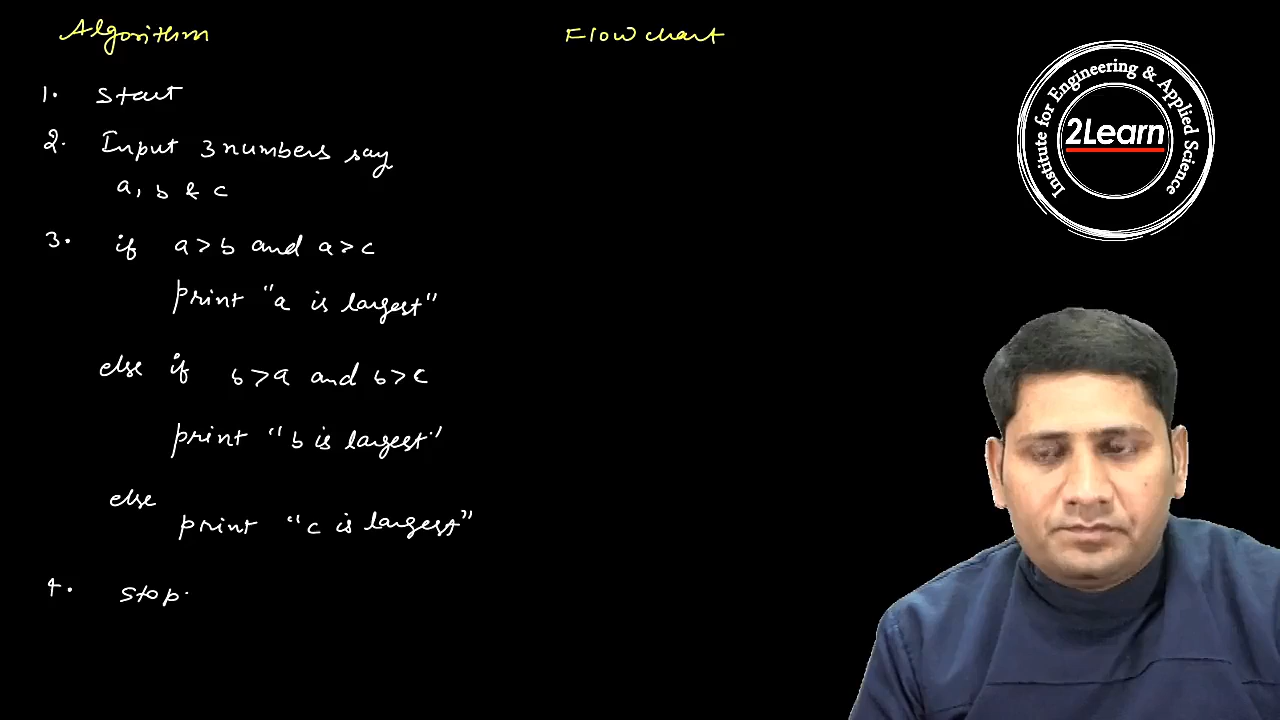 Algorithm
Flow chart
1. Start
2. Input 3 numbers say
a, b & c
3. if a > b and a > c
print "a is largest"
else if b > a and b > c
print "b is largest"
else
print "c is largest"
4. Stop.
Institute for Engineering & Applied Science
2Learn